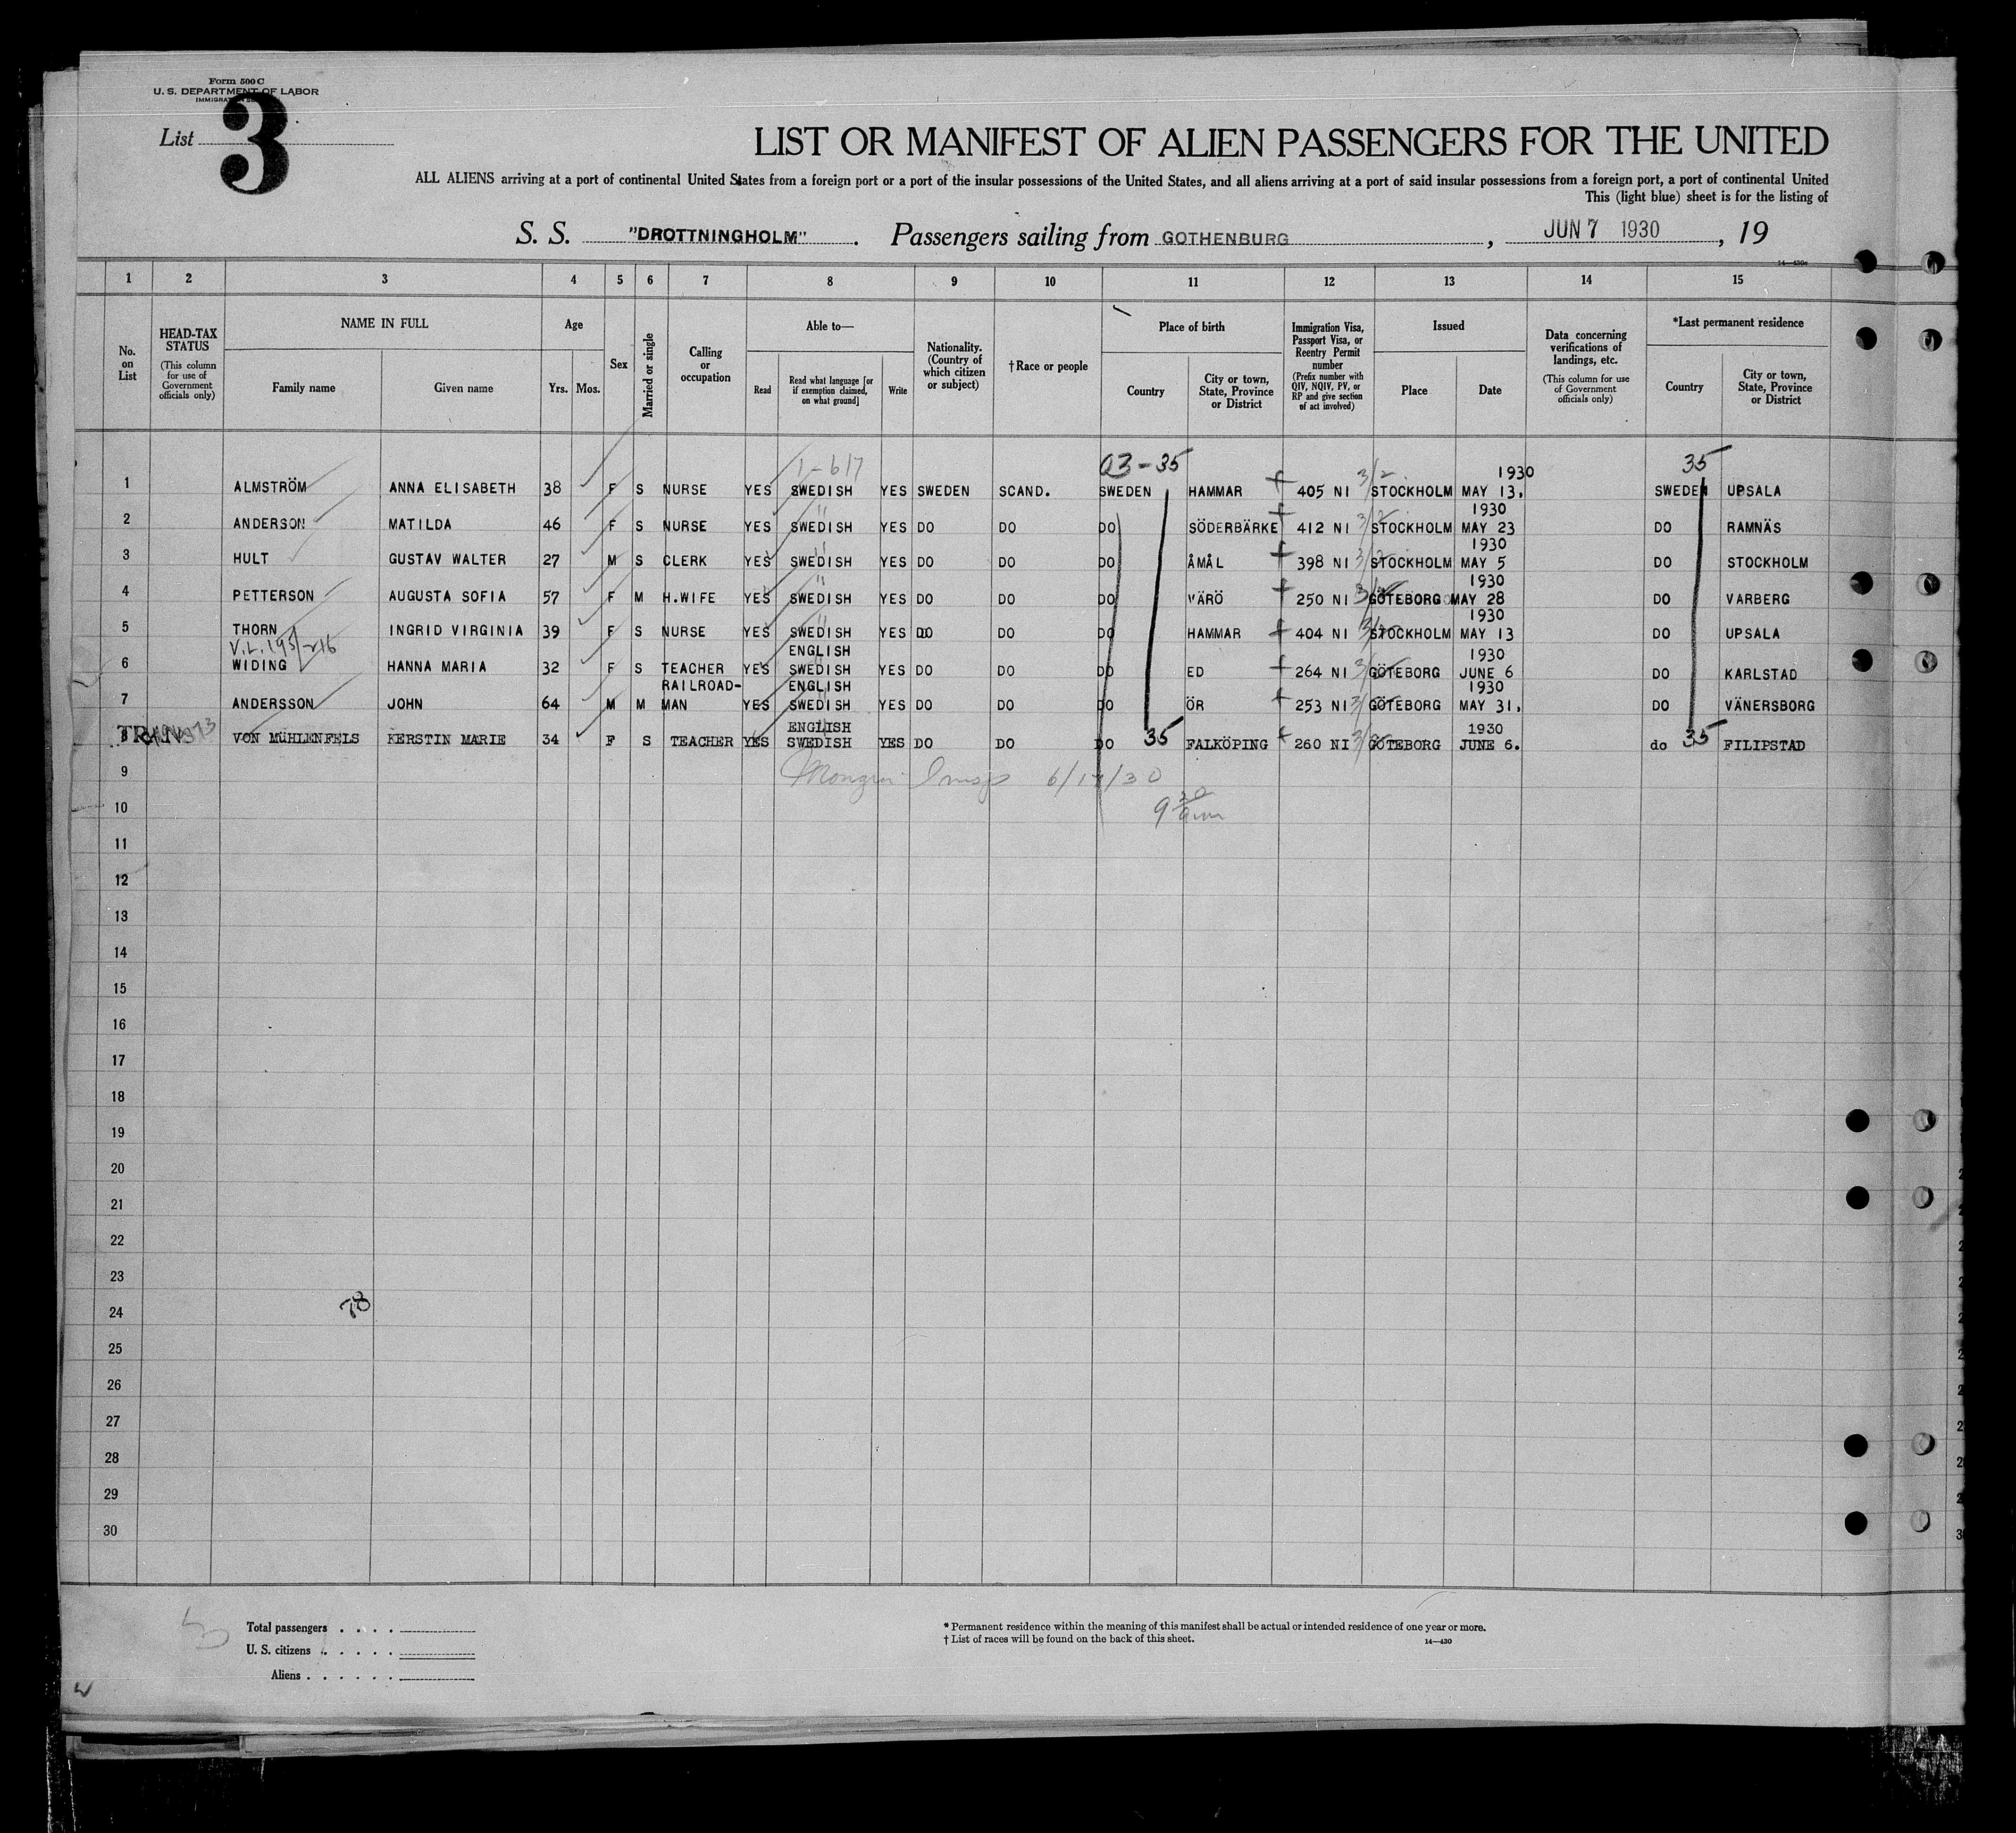 Form 500 C
U. S. DEPARTMENT OF LABOR
List 3
LIST OR MANIFEST OF ALIEN PASSENGERS FOR THE UNITED
ALL ALIENS arriving at a port of continental United States from a foreign port or a port of the insular possessions of the United States, and all aliens arriving at a port of said insular possessions from a foreign port, a port of continental United
This (light blue) sheet is for the listing of
S. S. "DROTTNINGHOLM" . Passengers sailing from GOTHENBURG , JUN 7 1930 , 19
1 2 3 4 5 6 7 8 9 10 11 12 13 14 15
No. on List
HEAD-TAX STATUS (This column for use of Government officials only)
NAME IN FULL
Family name Given name
Age
Yrs. Mos.
Sex
Married or single
Calling or occupation
Able to—
Read Read what language [or if exemption claimed, on what ground] Write
Nationality. (Country of which citizen or subject)
† Race or people
Place of birth
Country City or town, State, Province or District
Immigration Visa, Passport Visa, or Reentry Permit number (Prefix number with QIV, NQIV, PV, or RP and give section of act involved)
Issued
Place Date
Data concerning verifications of landings, etc. (This column for use of Government officials only)
*Last permanent residence
Country City or town, State, Province or District
03-35 35
1930
1 ALMSTRÖM ANNA ELISABETH 38 F S NURSE YES SWEDISH YES SWEDEN SCAND. SWEDEN HAMMAR 405 NI 3/2 STOCKHOLM MAY 13. SWEDEN UPSALA
1930
2 ANDERSON MATILDA 46 F S NURSE YES SWEDISH YES DO DO DO SÖDERBÄRKE 412 NI STOCKHOLM MAY 23 DO RAMNÄS
1930
3 HULT GUSTAV WALTER 27 M S CLERK YES SWEDISH YES DO DO DO ÅMÅL 398 NI STOCKHOLM MAY 5 DO STOCKHOLM
1930
4 PETTERSON AUGUSTA SOFIA 57 F M H.WIFE YES SWEDISH YES DO DO DO VÄRÖ 250 NI GÖTEBORG MAY 28 DO VARBERG
1930
5 THORN INGRID VIRGINIA 39 F S NURSE YES SWEDISH YES DO DO DO HAMMAR 404 NI STOCKHOLM MAY 13 DO UPSALA
ENGLISH 1930
6 WIDING HANNA MARIA 32 F S TEACHER YES SWEDISH YES DO DO DO ED 264 NI GÖTEBORG JUNE 6 DO KARLSTAD
RAILROAD- ENGLISH 1930
7 ANDERSSON JOHN 64 M M MAN YES SWEDISH YES DO DO DO ÖR 253 NI GÖTEBORG MAY 31. DO VÄNERSBORG
ENGLISH 1930
8 TRANS VON MÜHLENFELS KERSTIN MARIE 34 F S TEACHER YES SWEDISH YES DO DO DO 35 FALKÖPING 260 NI GÖTEBORG JUNE 6. do 35 FILIPSTAD
9
10
11
12
13
14
15
16
17
18
19
20
21
22
23
24
78
25
26
27
28
29
30
Total passengers
U. S. citizens
Aliens
* Permanent residence within the meaning of this manifest shall be actual or intended residence of one year or more.
† List of races will be found on the back of this sheet.
14—430